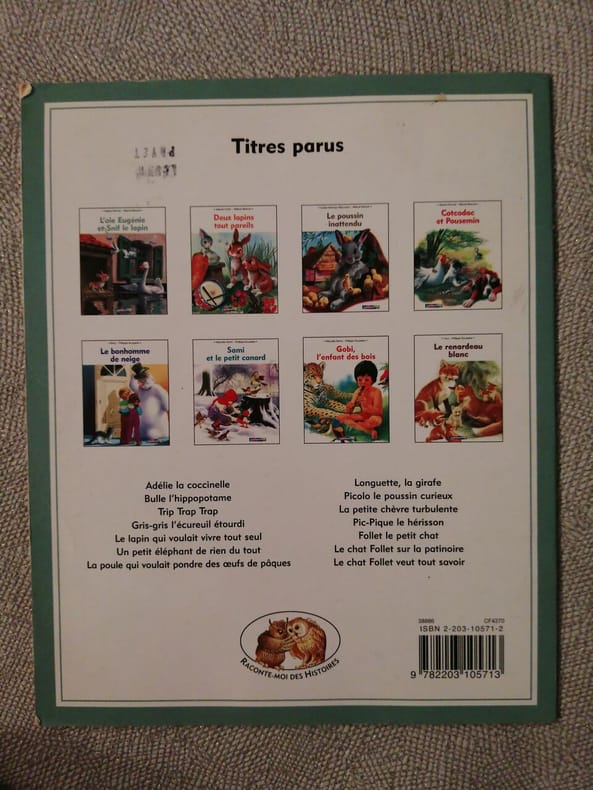 Titres parus
L'oie Eugénie
et Snif le lapin
Deux lapins
tout pareils
Le poussin
inattendu
Catcodac
et Pousemin
Le bonhomme
de neige
Sami
et le petit canard
Gobi,
l'enfant des bois
Le renardeau
blanc
Adélie la coccinelle
Bulle l'hippopotame
Trip Trap Trap
Gris-gris l'écureuil étourdi
Le lapin qui voulait vivre tout seul
Un petit éléphant de rien du tout
La poule qui voulait pondre des œufs de pâques
Longuette, la girafe
Picolo le poussin curieux
La petite chèvre turbulente
Pic-Pique le hérisson
Follet le petit chat
Le chat Follet sur la patinoire
Le chat Follet veut tout savoir
RACONTE-MOI DES HISTOIRES
38886 CF4370
ISBN 2-203-10571-2
9 782203 105713